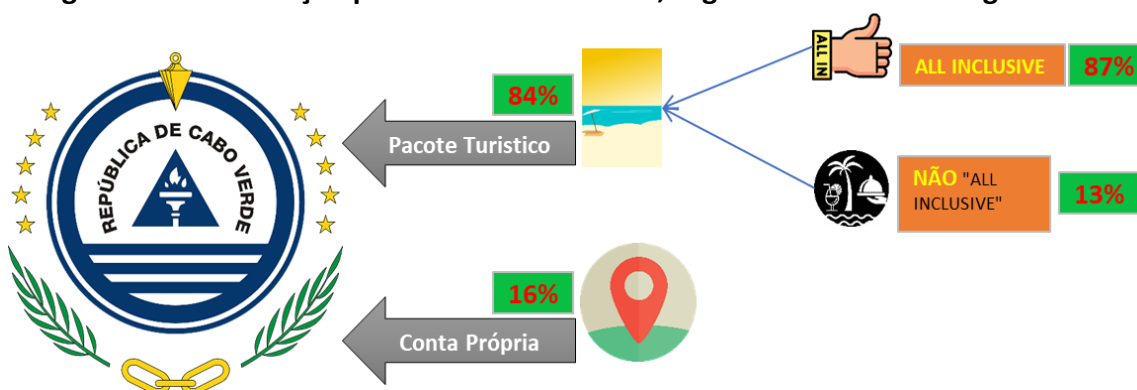 REPÚBLICA DE CABO VERDE
84%
Pacote Turistico
ALL IN
ALL INCLUSIVE
87%
NÃO "ALL
INCLUSIVE"
13%
16%
Conta Própria